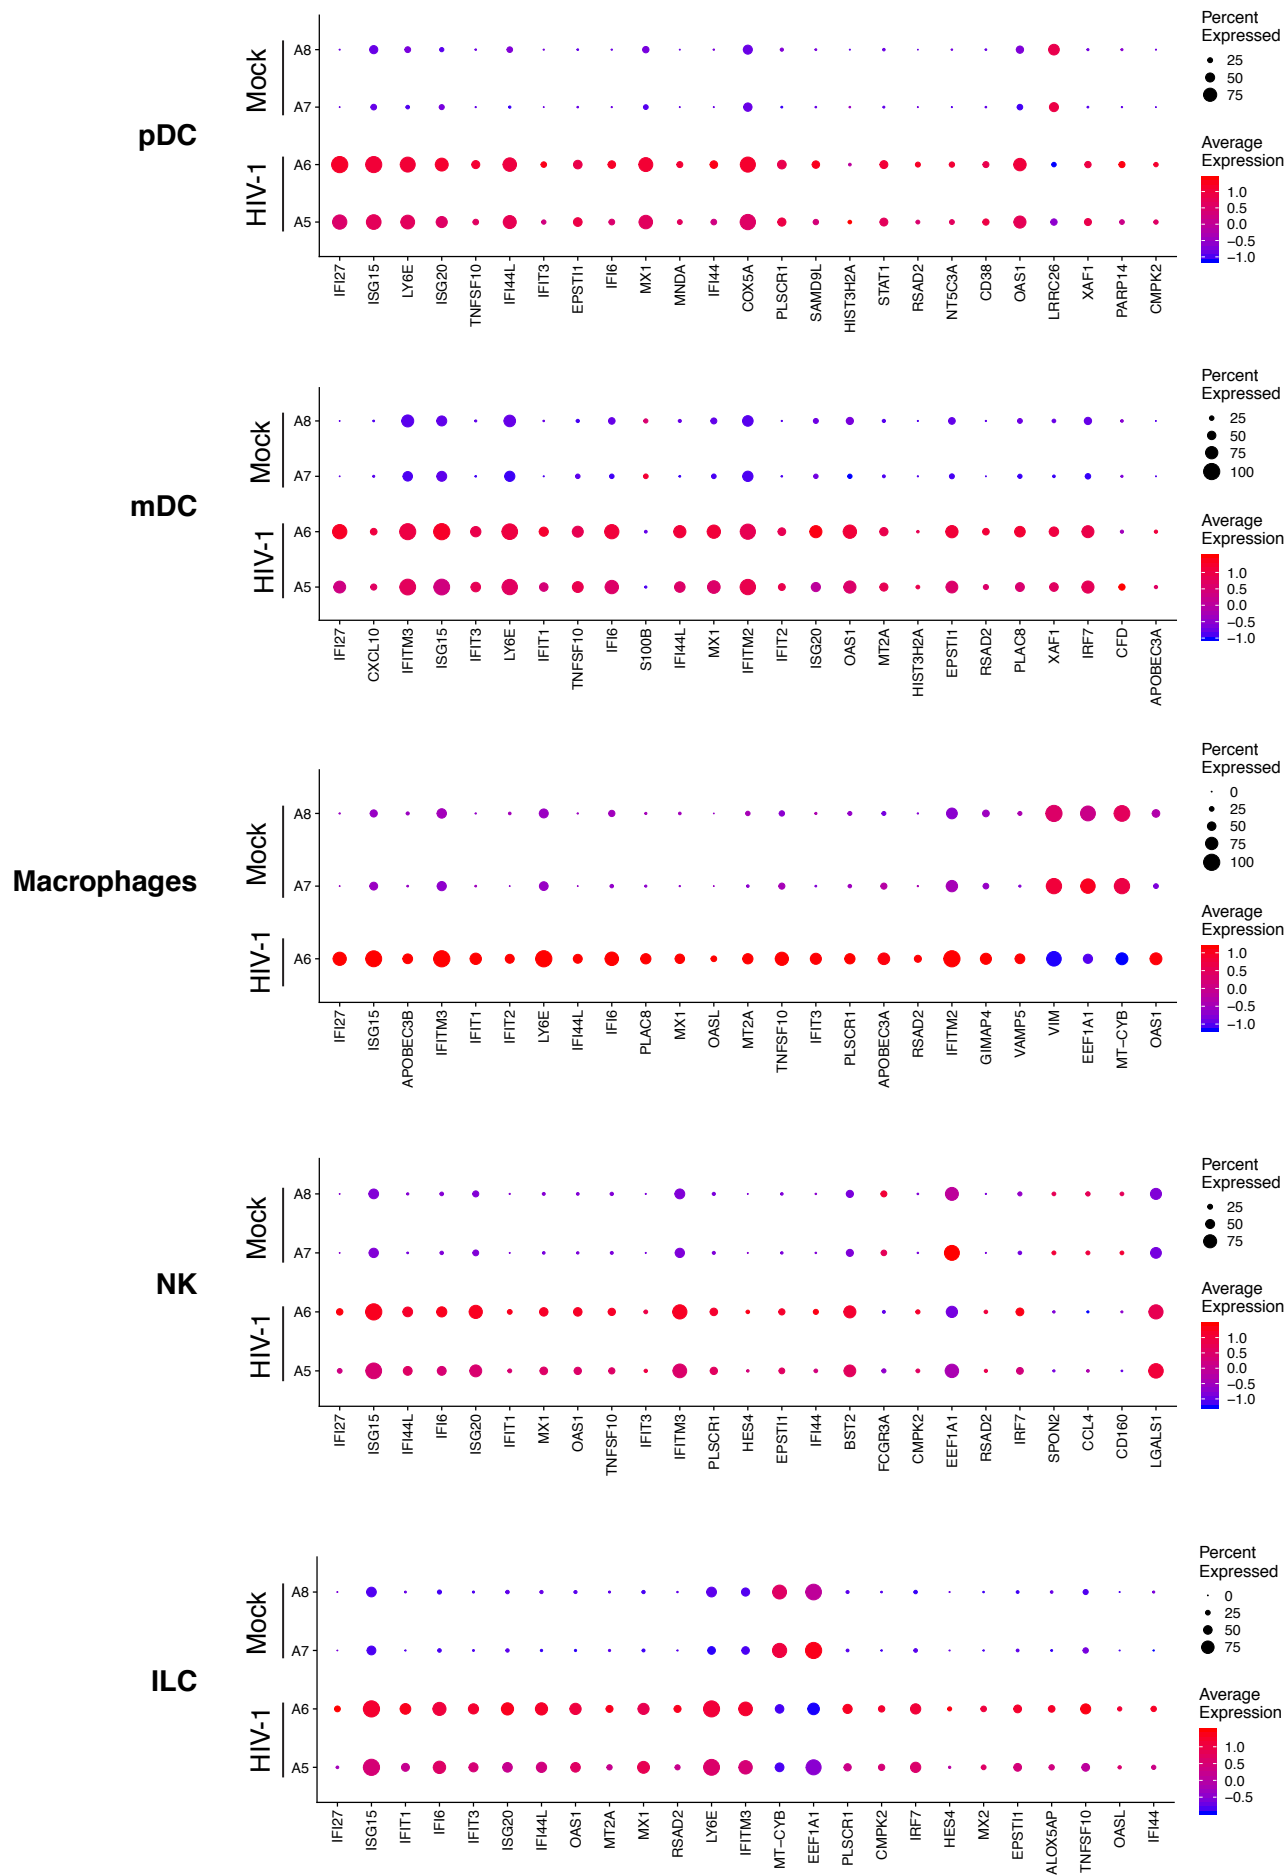 pDC
Mock
HIV-1
A8
A7
A6
A5
IFI27
ISG15
LY6E
ISG20
TNFSF10
IFI44L
IFIT3
EPSTI1
IFI6
MX1
MNDA
IFI44
COX5A
PLSCR1
SAMD9L
HIST3H2A
STAT1
RSAD2
NT5C3A
CD38
OAS1
LRRC26
XAF1
PARP14
CMPK2
Percent
Expressed
25
50
75
Average
Expression
1.0
0.5
0.0
−0.5
−1.0
mDC
Mock
HIV-1
A8
A7
A6
A5
IFI27
CXCL10
IFITM3
ISG15
IFIT3
LY6E
IFIT1
TNFSF10
IFI6
S100B
IFI44L
MX1
IFITM2
IFIT2
ISG20
OAS1
MT2A
HIST3H2A
EPSTI1
RSAD2
PLAC8
XAF1
IRF7
CFD
APOBEC3A
Percent
Expressed
25
50
75
100
Average
Expression
1.0
0.5
0.0
−0.5
−1.0
Macrophages
Mock
HIV-1
A8
A7
A6
IFI27
ISG15
APOBEC3B
IFITM3
IFIT1
IFIT2
LY6E
IFI44L
IFI6
PLAC8
MX1
OASL
MT2A
TNFSF10
IFIT3
PLSCR1
APOBEC3A
RSAD2
IFITM2
GIMAP4
VAMP5
VIM
EEF1A1
MT−CYB
OAS1
Percent
Expressed
0
25
50
75
100
Average
Expression
1.0
0.5
0.0
−0.5
−1.0
NK
Mock
HIV-1
A8
A7
A6
A5
IFI27
ISG15
IFI44L
IFI6
ISG20
IFIT1
MX1
OAS1
TNFSF10
IFIT3
IFITM3
PLSCR1
HES4
EPSTI1
IFI44
BST2
FCGR3A
CMPK2
EEF1A1
RSAD2
IRF7
SPON2
CCL4
CD160
LGALS1
Percent
Expressed
25
50
75
Average
Expression
1.0
0.5
0.0
−0.5
−1.0
ILC
Mock
HIV-1
A8
A7
A6
A5
IFI27
ISG15
IFIT1
IFI6
IFIT3
ISG20
IFI44L
OAS1
MT2A
MX1
RSAD2
LY6E
IFITM3
MT−CYB
EEF1A1
PLSCR1
CMPK2
IRF7
HES4
MX2
EPSTI1
ALOX5AP
TNFSF10
OASL
IFI44
Percent
Expressed
0
25
50
75
Average
Expression
1.0
0.5
0.0
−0.5